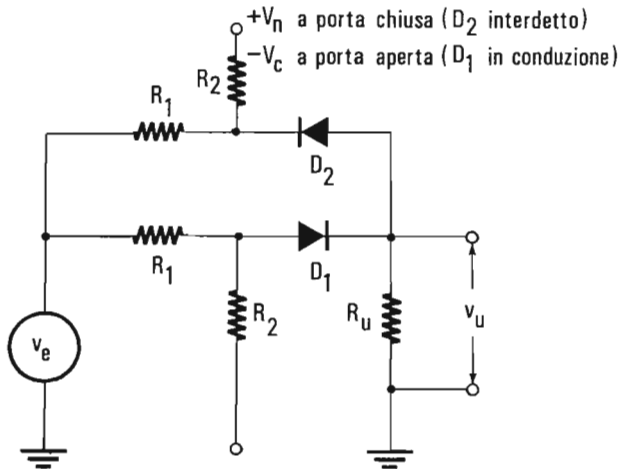 +Vn a porta chiusa (D2 interdetto)
−Vc a porta aperta (D1 in conduzione)
R2
R1
D2
R1
D1
R2
Ru
vu
ve